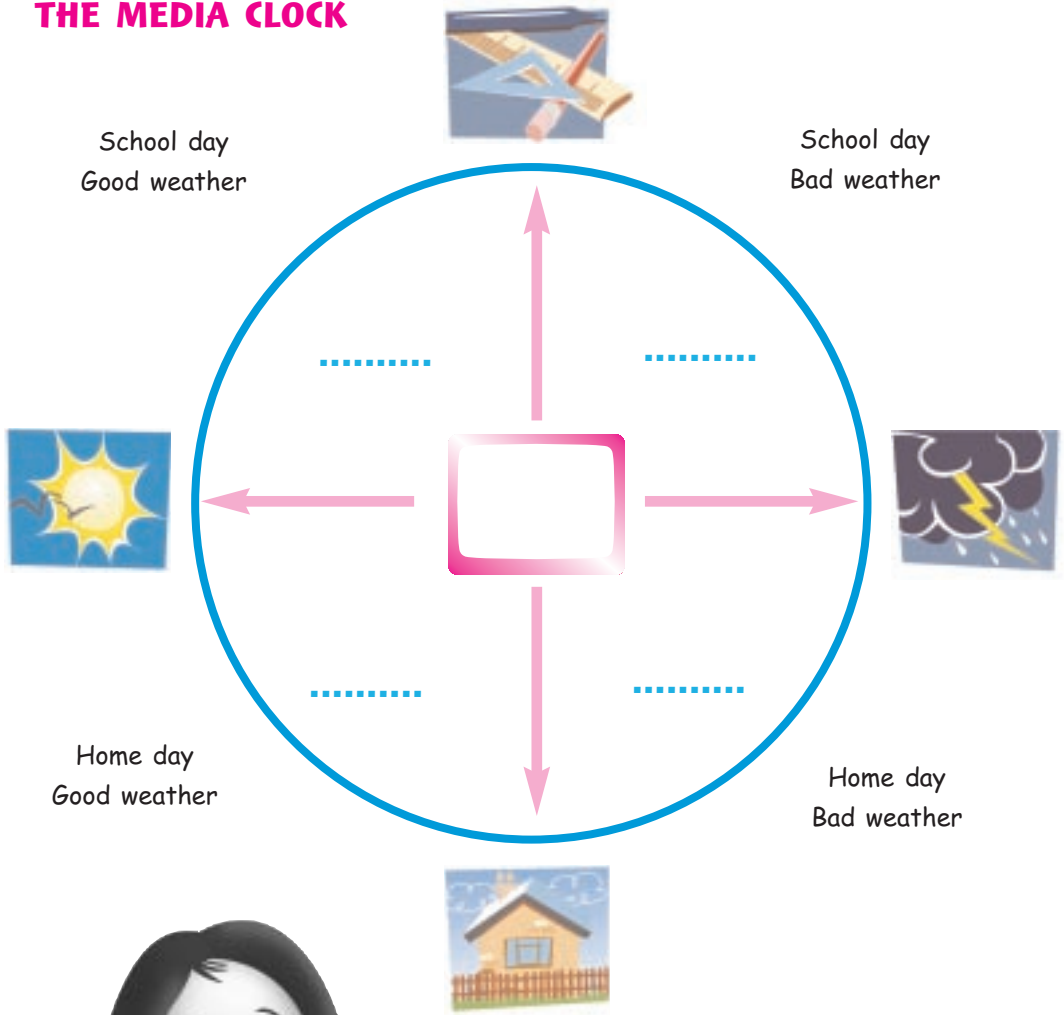 THE MEDIA CLOCK
School day
Good weather
School day
Bad weather
Home day
Good weather
Home day
Bad weather